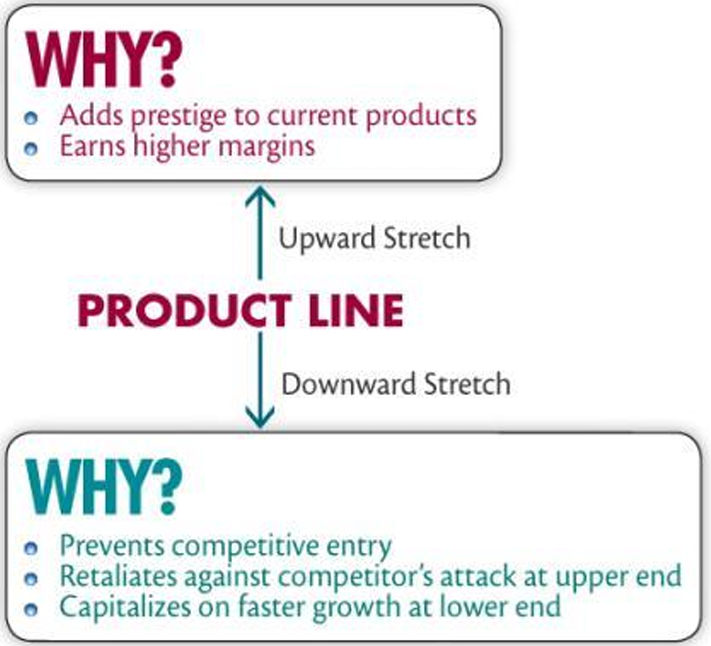 WHY?
Adds prestige to current products
Earns higher margins
Upward Stretch
PRODUCT LINE
Downward Stretch
WHY?
Prevents competitive entry
Retaliates against competitor's attack at upper end
Capitalizes on faster growth at lower end